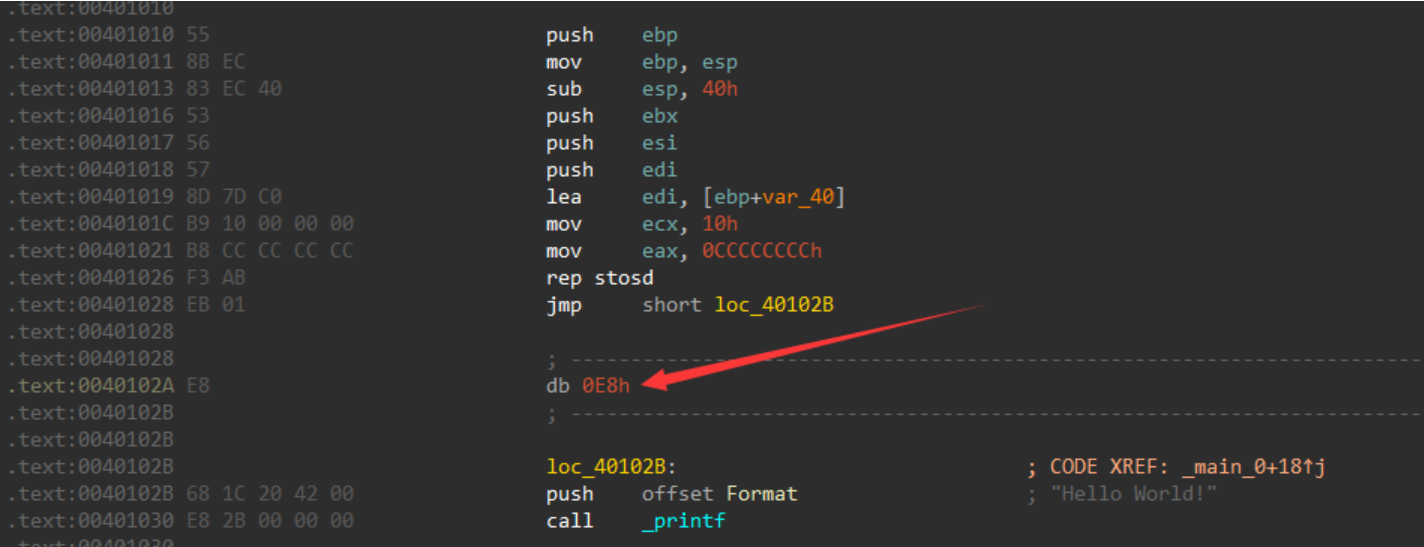 .text:00401010
.text:00401010 55 push ebp
.text:00401011 8B EC mov ebp, esp
.text:00401013 83 EC 40 sub esp, 40h
.text:00401016 53 push ebx
.text:00401017 56 push esi
.text:00401018 57 push edi
.text:00401019 8D 7D C0 lea edi, [ebp+var_40]
.text:0040101C B9 10 00 00 00 mov ecx, 10h
.text:00401021 B8 CC CC CC CC mov eax, 0CCCCCCCCh
.text:00401026 F3 AB rep stosd
.text:00401028 EB 01 jmp short loc_40102B
.text:00401028
.text:00401028 ; ---------------------------------------------------------------------------
.text:0040102A E8 db 0E8h
.text:0040102B ; ---------------------------------------------------------------------------
.text:0040102B
.text:0040102B loc_40102B: ; CODE XREF: _main_0+18↑j
.text:0040102B 68 1C 20 42 00 push offset Format ; "Hello World!"
.text:00401030 E8 2B 00 00 00 call _printf
.text:00401030